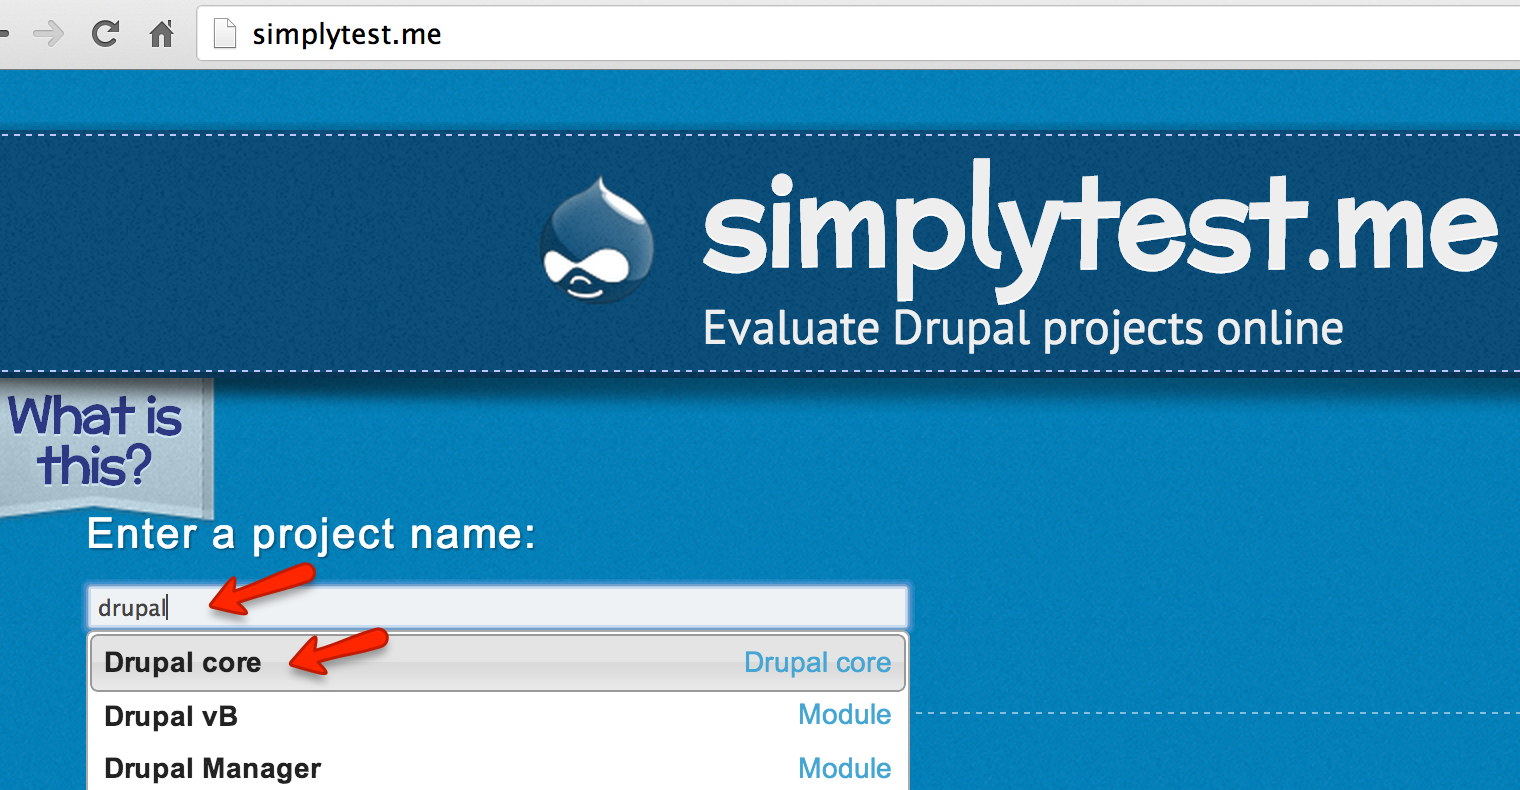 simplytest.me
simplytest.me
Evaluate Drupal projects online
What is
this?
Enter a project name:
drupal
Drupal core Drupal core
Drupal vB Module
Drupal Manager Module